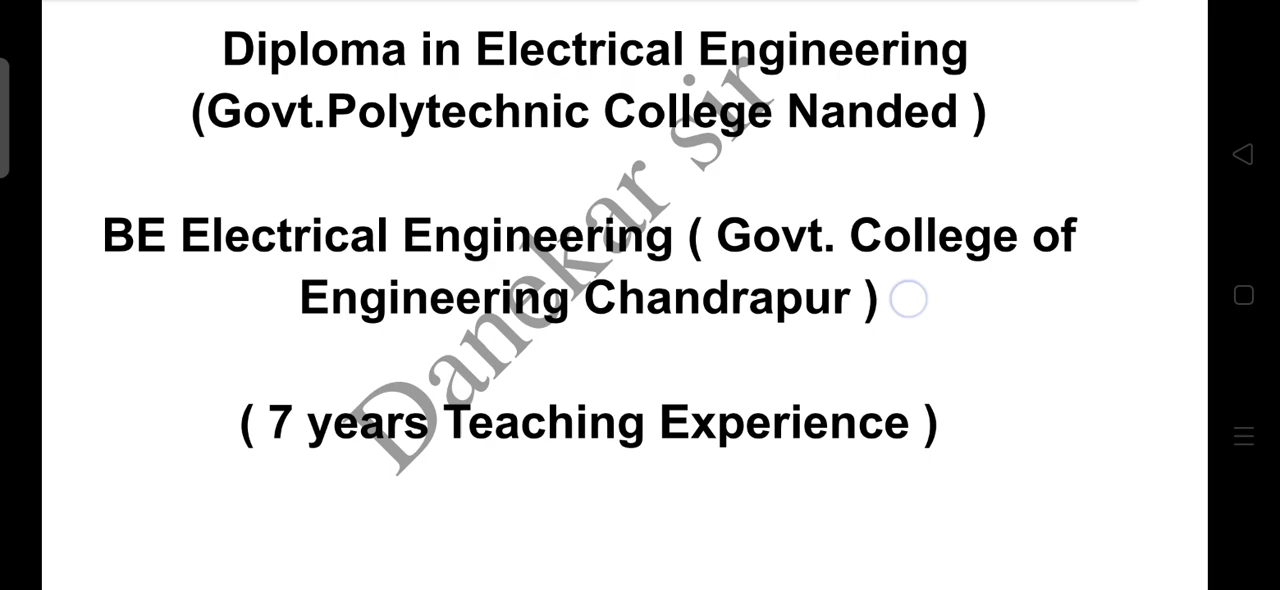 Diploma in Electrical Engineering
(Govt.Polytechnic College Nanded )
BE Electrical Engineering ( Govt. College of
Engineering Chandrapur )
( 7 years Teaching Experience )
Danekar sir